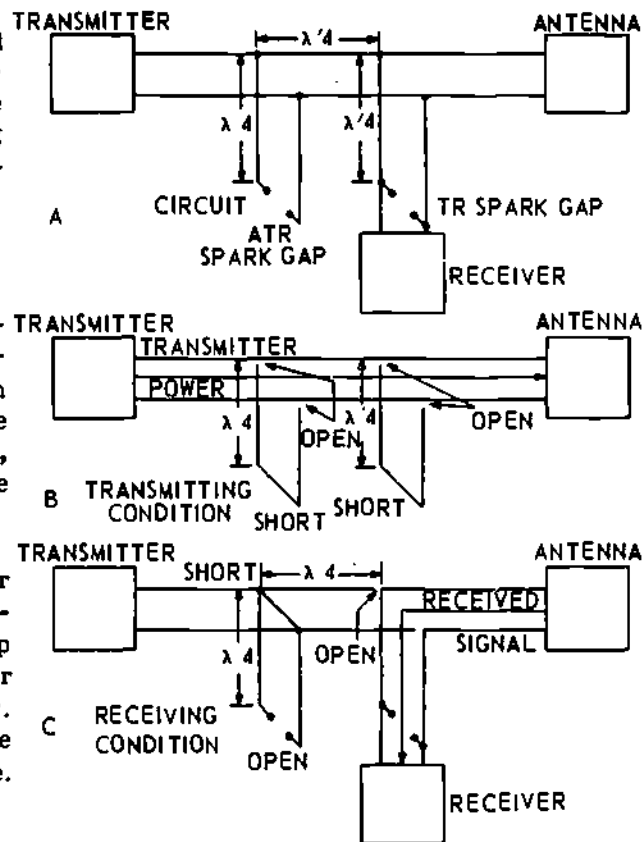 TRANSMITTER ANTENNA
λ/4
λ 4 λ/4
A CIRCUIT
ATR
SPARK GAP
TR SPARK GAP
RECEIVER
TRANSMITTER ANTENNA
TRANSMITTER
POWER
λ 4 λ/4
OPEN OPEN
B TRANSMITTING
CONDITION
SHORT SHORT
TRANSMITTER ANTENNA
SHORT λ 4
RECEIVED
SIGNAL
λ 4
OPEN
C RECEIVING
CONDITION
OPEN
RECEIVER